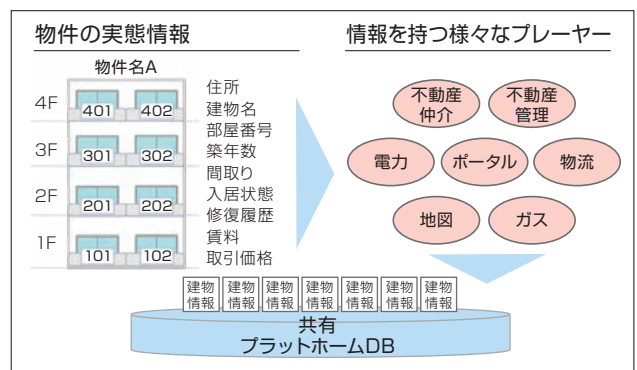 物件の実態情報
物件名A
4F
401
402
3F
301
302
2F
201
202
1F
101
102
住所
建物名
部屋番号
築年数
間取り
入居状態
修復履歴
賃料
取引価格
情報を持つ様々なプレーヤー
不動産
仲介
不動産
管理
電力
ポータル
物流
地図
ガス
建物
情報
建物
情報
建物
情報
建物
情報
建物
情報
建物
情報
建物
情報
共有
プラットホームDB